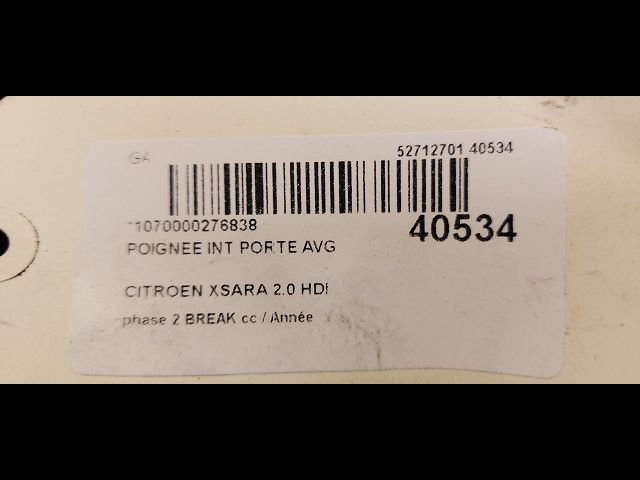 GA
52712701 40534
*1070000276838
40534
POIGNEE INT PORTE AVG
CITROEN XSARA 2.0 HDI
phase 2 BREAK cc / Année